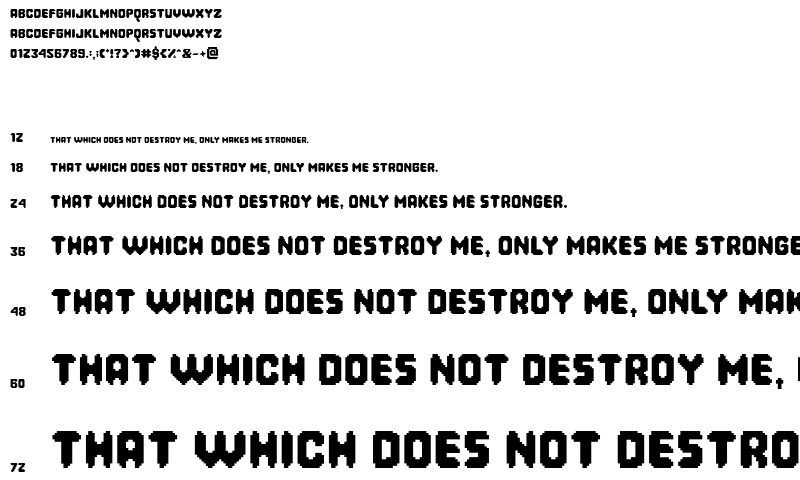 ABCDEFGHIJKLMNOPQRSTUVWXYZ
ABCDEFGHIJKLMNOPQRSTUVWXYZ
0123456789.:,;("!?)^)#$<%^&-+@
12 THAT WHICH DOES NOT DESTROY ME, ONLY MAKES ME STRONGER.
18 THAT WHICH DOES NOT DESTROY ME, ONLY MAKES ME STRONGER.
24 THAT WHICH DOES NOT DESTROY ME, ONLY MAKES ME STRONGER.
36 THAT WHICH DOES NOT DESTROY ME, ONLY MAKES ME STRONGE
48 THAT WHICH DOES NOT DESTROY ME, ONLY MAK
60 THAT WHICH DOES NOT DESTROY ME,
72 THAT WHICH DOES NOT DESTRO